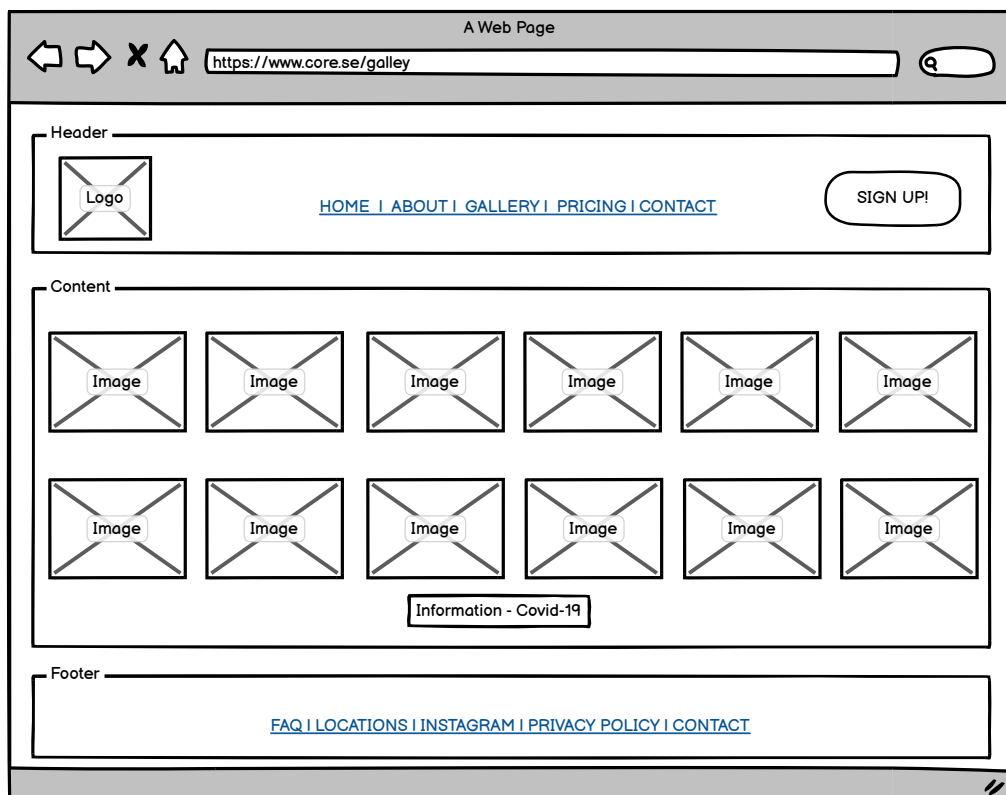 A Web Page
https://www.core.se/galley
Header
Logo
HOME | ABOUT | GALLERY | PRICING | CONTACT
SIGN UP!
Content
Image Image Image Image Image Image
Image Image Image Image Image Image
Information - Covid-19
Footer
FAQ | LOCATIONS | INSTAGRAM | PRIVACY POLICY | CONTACT